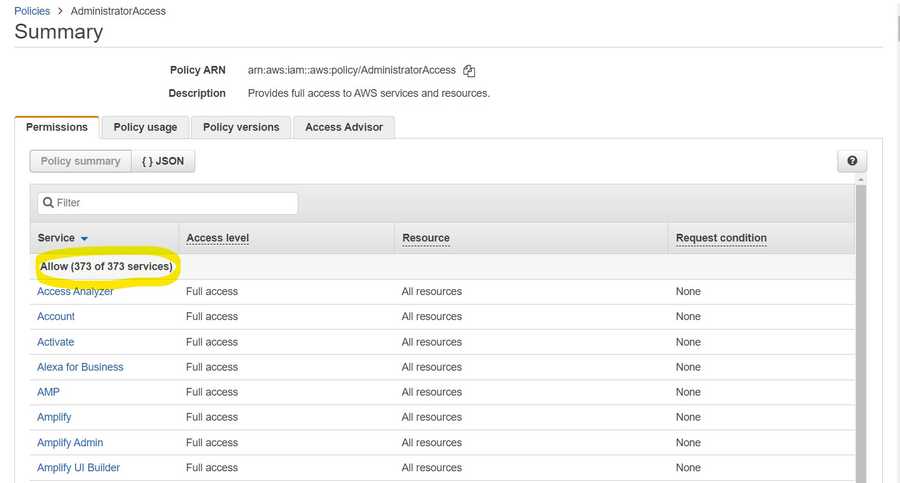 Policies > AdministratorAccess
Summary
Policy ARN arn:aws:iam::aws:policy/AdministratorAccess
Description Provides full access to AWS services and resources.
Permissions Policy usage Policy versions Access Advisor
Policy summary { } JSON ?
Filter
Service Access level Resource Request condition
Allow (373 of 373 services)
Access Analyzer Full access All resources None
Account Full access All resources None
Activate Full access All resources None
Alexa for Business Full access All resources None
AMP Full access All resources None
Amplify Full access All resources None
Amplify Admin Full access All resources None
Amplify UI Builder Full access All resources None